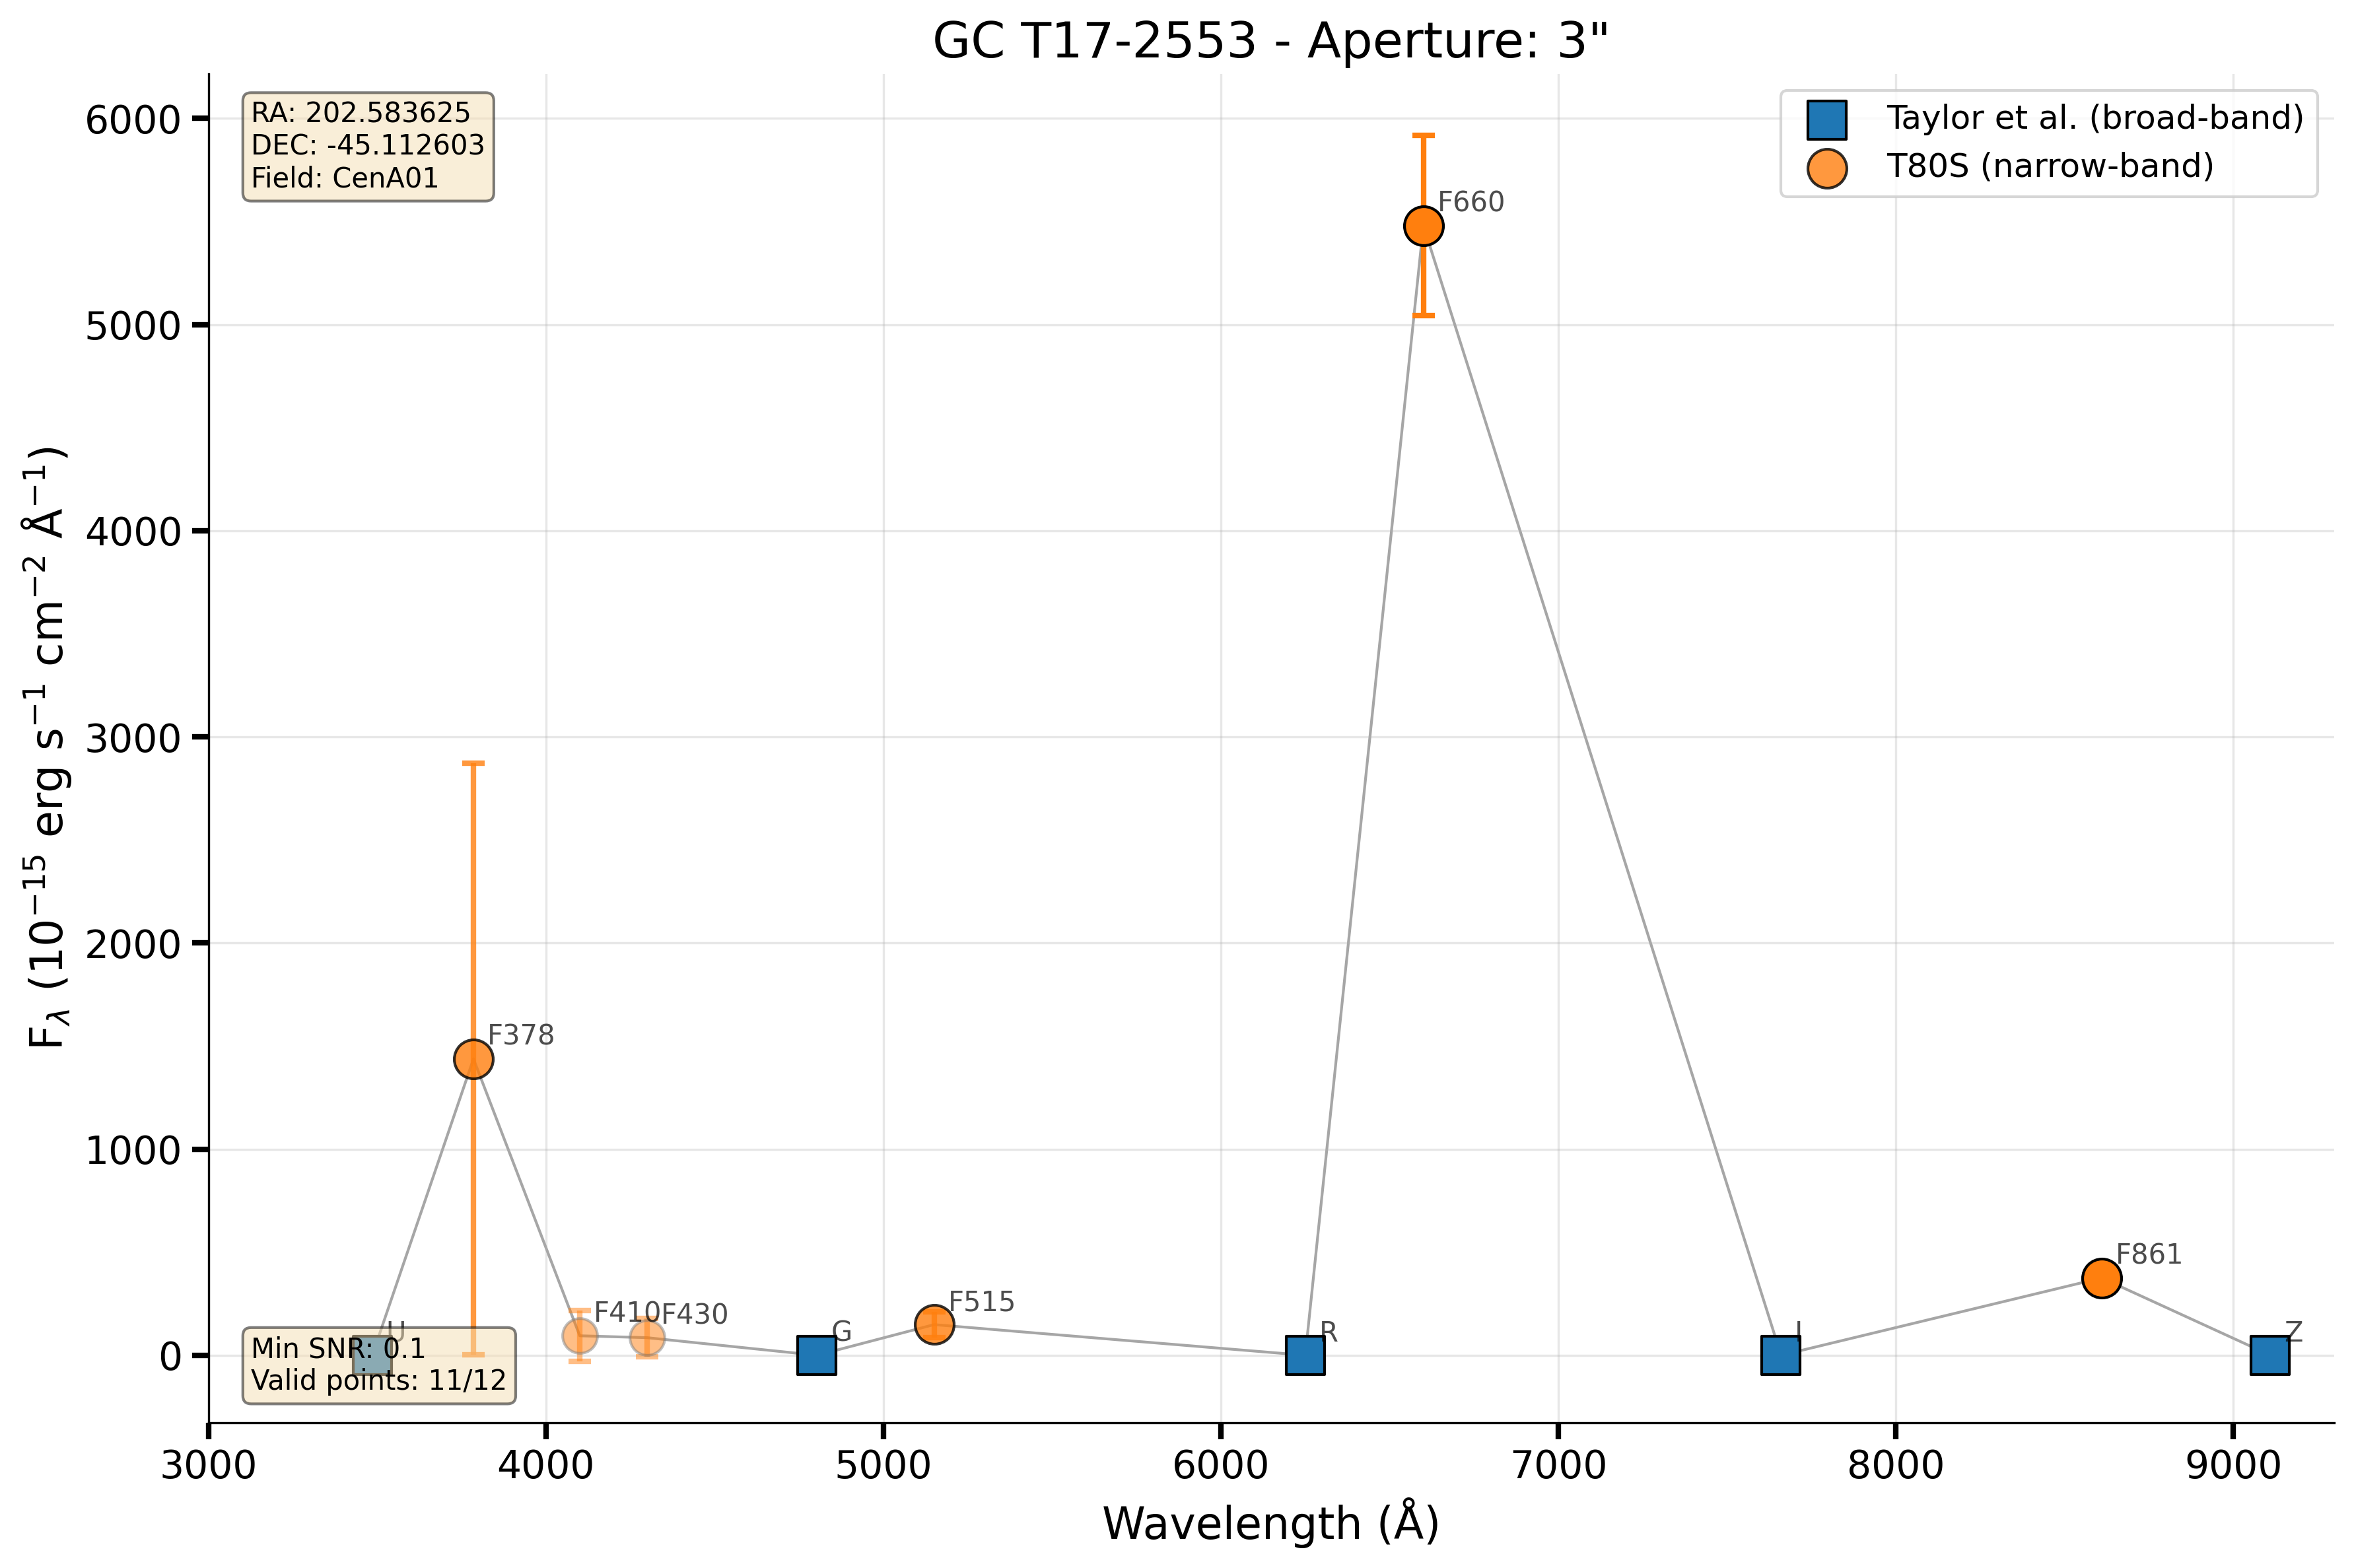 GC T17-2553 - Aperture: 3"
RA: 202.583625
DEC: -45.112603
Field: CenA01
Taylor et al. (broad-band)
T80S (narrow-band)
F660
F378
F410
F430
F515
F861
U
G
R
I
Z
Min SNR: 0.1
Valid points: 11/12
6000
5000
4000
3000
2000
1000
0
3000 4000 5000 6000 7000 8000 9000
Wavelength (Å)
F_λ (10⁻¹⁵ erg s⁻¹ cm⁻² Å⁻¹)